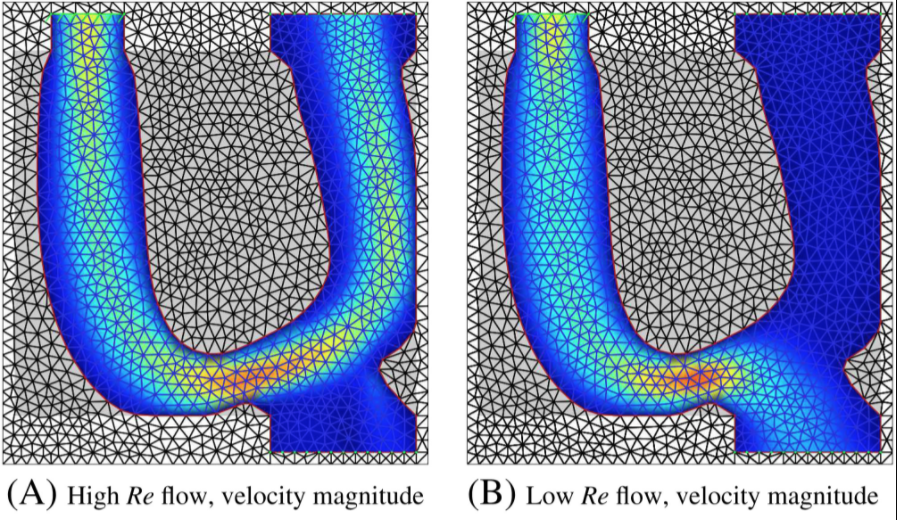 (A) High Re flow, velocity magnitude
(B) Low Re flow, velocity magnitude